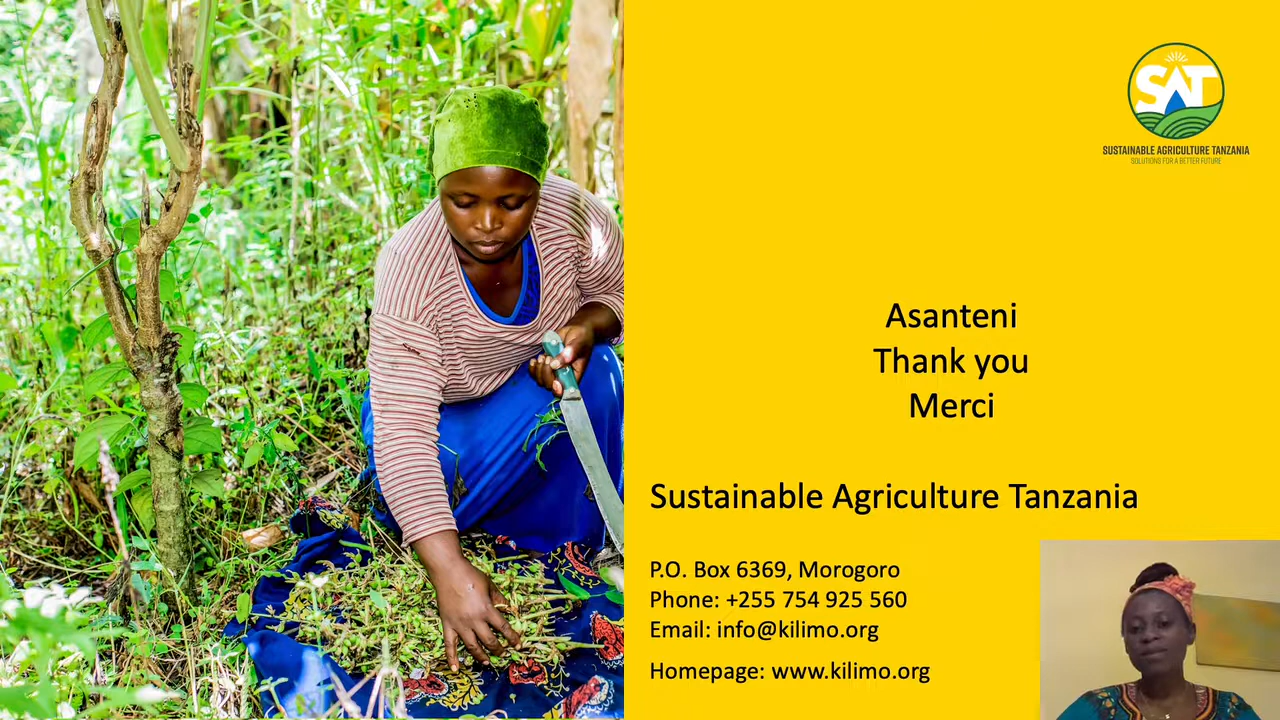 SAT
SUSTAINABLE AGRICULTURE TANZANIA
SOLUTIONS FOR A BETTER FUTURE
Asanteni
Thank you
Merci
Sustainable Agriculture Tanzania
P.O. Box 6369, Morogoro
Phone: +255 754 925 560
Email: info@kilimo.org
Homepage: www.kilimo.org